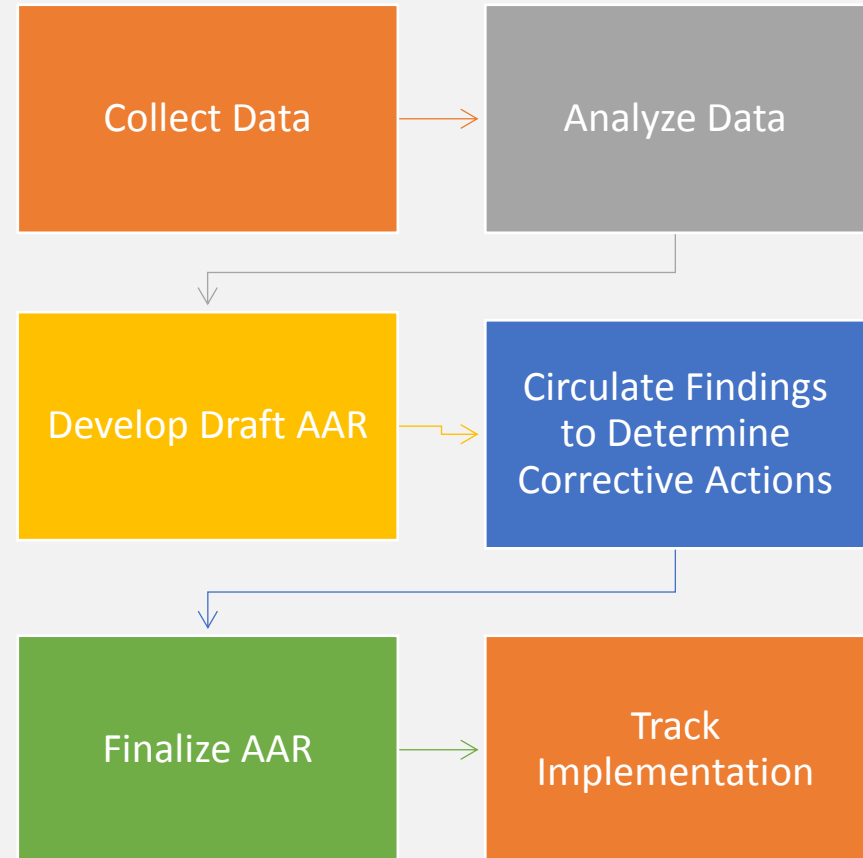 Collect Data
Analyze Data
Develop Draft AAR
Circulate Findings
to Determine
Corrective Actions
Finalize AAR
Track
Implementation